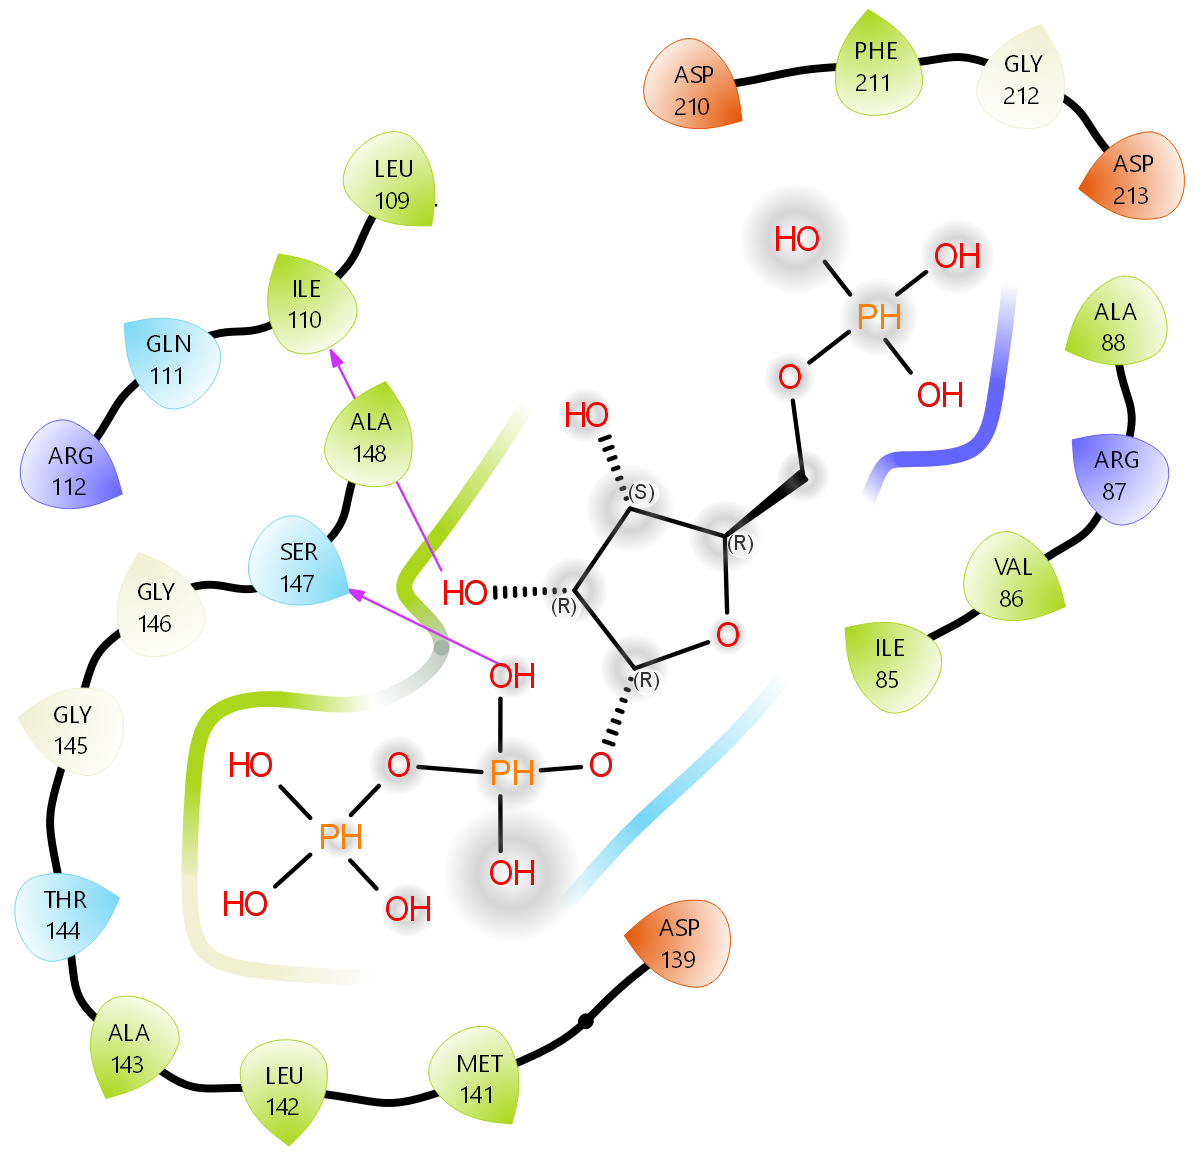 PHE
211
GLY
212
ASP
210
ASP
213
LEU
109
HO
OH
ILE
110
PH
ALA
88
GLN
111
O
OH
HO
ALA
148
ARG
112
ARG
87
(S)
(R)
SER
147
HO
(R)
VAL
86
GLY
146
O
ILE
85
OH
(R)
GLY
145
HO
O
PH
O
PH
HO
OH
OH
THR
144
ASP
139
ALA
143
LEU
142
MET
141